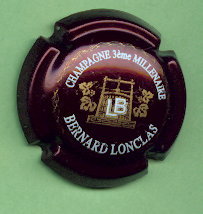 CHAMPAGNE 3ème MILLENAIRE
LB
BERNARD LONCLAS